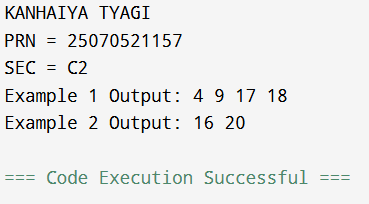 KANHAIYA TYAGI
PRN = 25070521157
SEC = C2
Example 1 Output: 4 9 17 18
Example 2 Output: 16 20
=== Code Execution Successful ===